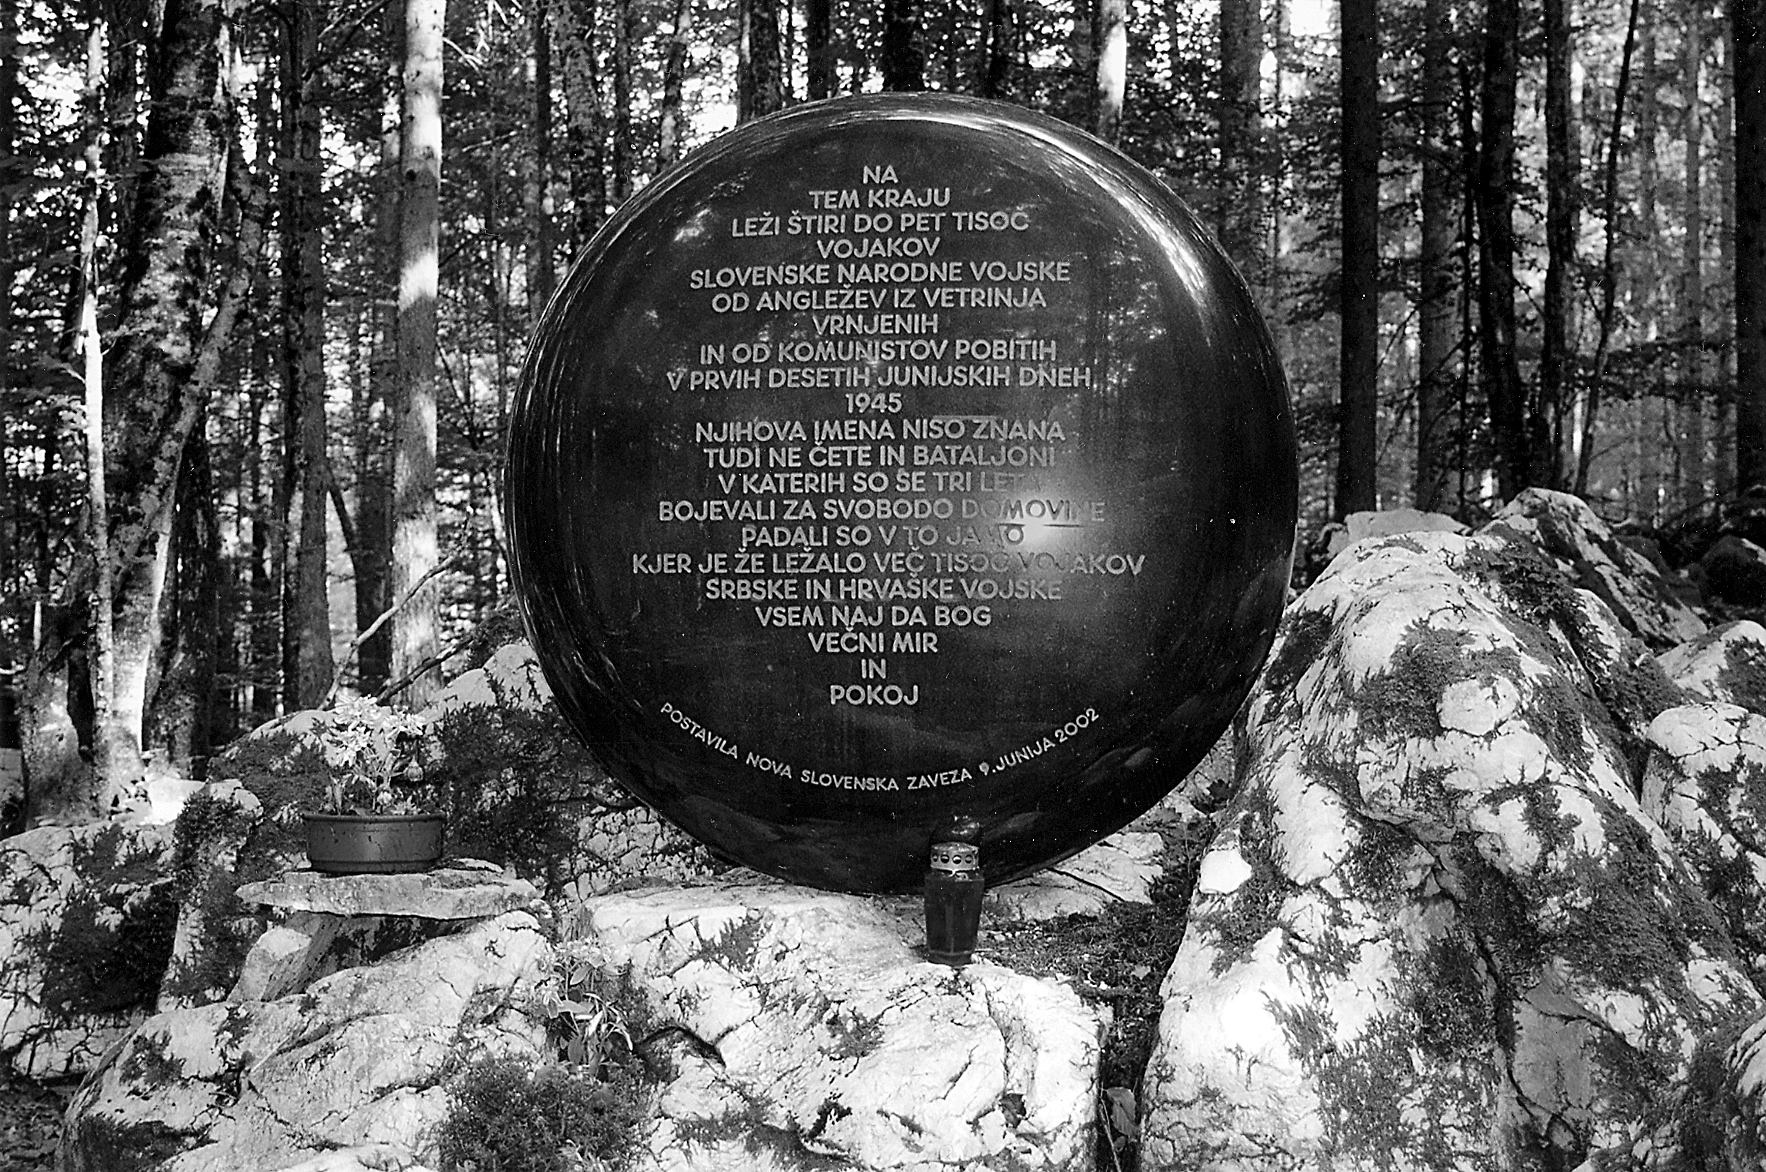 NA
TEM KRAJU
LEŽI ŠTIRI DO PET TISOČ
VOJAKOV
SLOVENSKE NARODNE VOJSKE
OD ANGLEŽEV IZ VETRINJA
VRNJENIH
IN OD KOMUNISTOV POBITIH
V PRVIH DESETIH JUNIJSKIH DNEH
1945
NJIHOVA IMENA NISO ZNANA
TUDI NE ČETE IN BATALJONI
V KATERIH SO SE TRI LETA
BOJEVALI ZA SVOBODO DOMOVINE
PADALI SO V TO JAMO
KJER JE ŽE LEŽALO VEČ TISOČ VOJAKOV
SRBSKE IN HRVAŠKE VOJSKE
VSEM NAJ DA BOG
VEČNI MIR
IN
POKOJ
POSTAVILA NOVA SLOVENSKA ZAVEZA 9. JUNIJA 2002